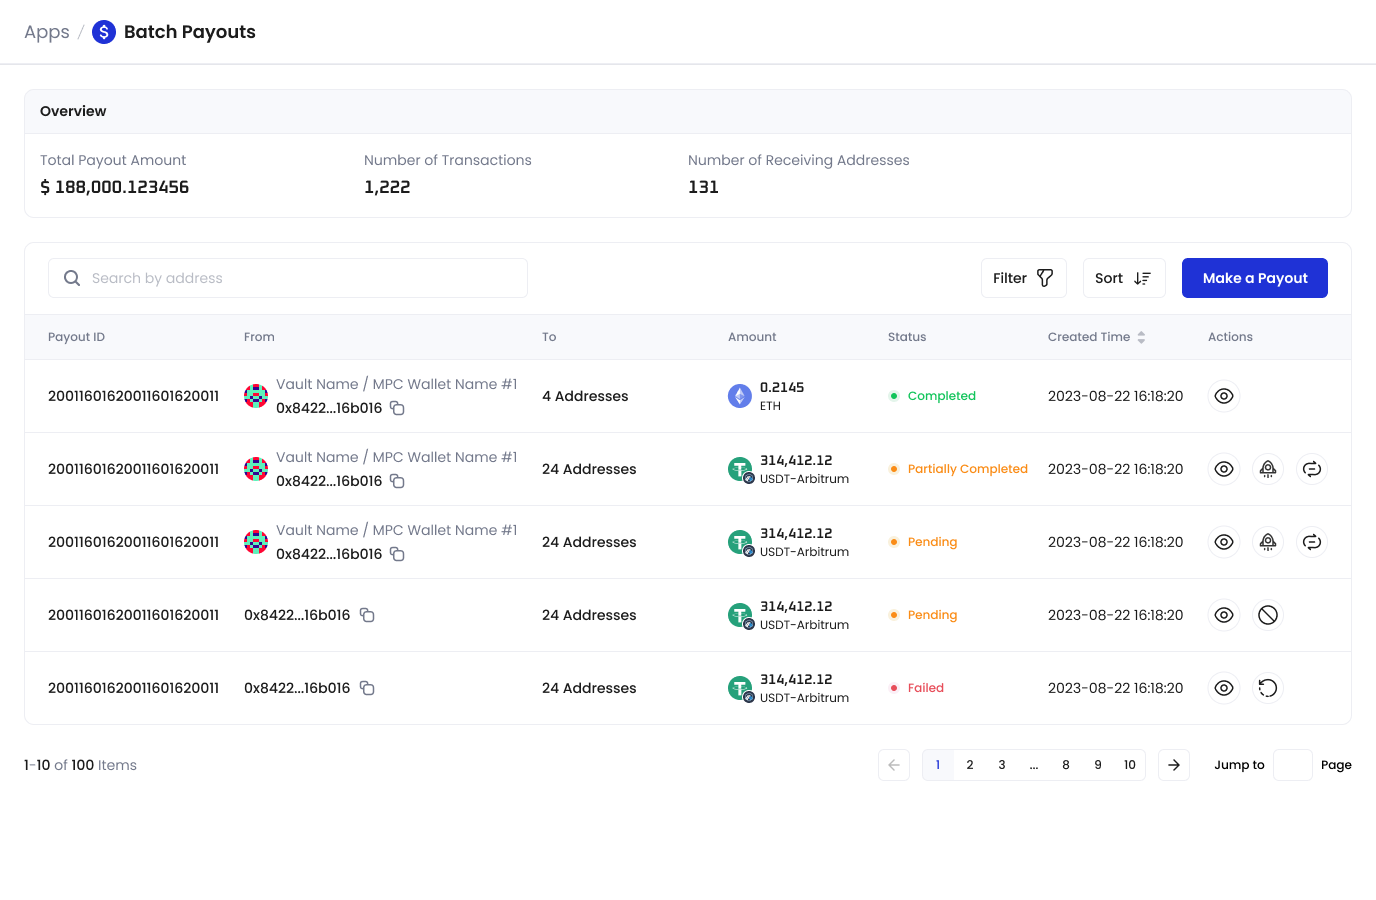 Apps / $ Batch Payouts
Overview
Total Payout Amount
$ 188,000.123456
Number of Transactions
1,222
Number of Receiving Addresses
131
Search by address
Filter
Sort
Make a Payout
Payout ID From To Amount Status Created Time Actions
20011601620011601620011
Vault Name / MPC Wallet Name #1
0x8422...16b016
4 Addresses
0.2145
ETH
Completed
2023-08-22 16:18:20
20011601620011601620011
Vault Name / MPC Wallet Name #1
0x8422...16b016
24 Addresses
314,412.12
USDT-Arbitrum
Partially Completed
2023-08-22 16:18:20
20011601620011601620011
Vault Name / MPC Wallet Name #1
0x8422...16b016
24 Addresses
314,412.12
USDT-Arbitrum
Pending
2023-08-22 16:18:20
20011601620011601620011
0x8422...16b016
24 Addresses
314,412.12
USDT-Arbitrum
Pending
2023-08-22 16:18:20
20011601620011601620011
0x8422...16b016
24 Addresses
314,412.12
USDT-Arbitrum
Failed
2023-08-22 16:18:20
1-10 of 100 Items
1 2 3 ... 8 9 10
Jump to Page